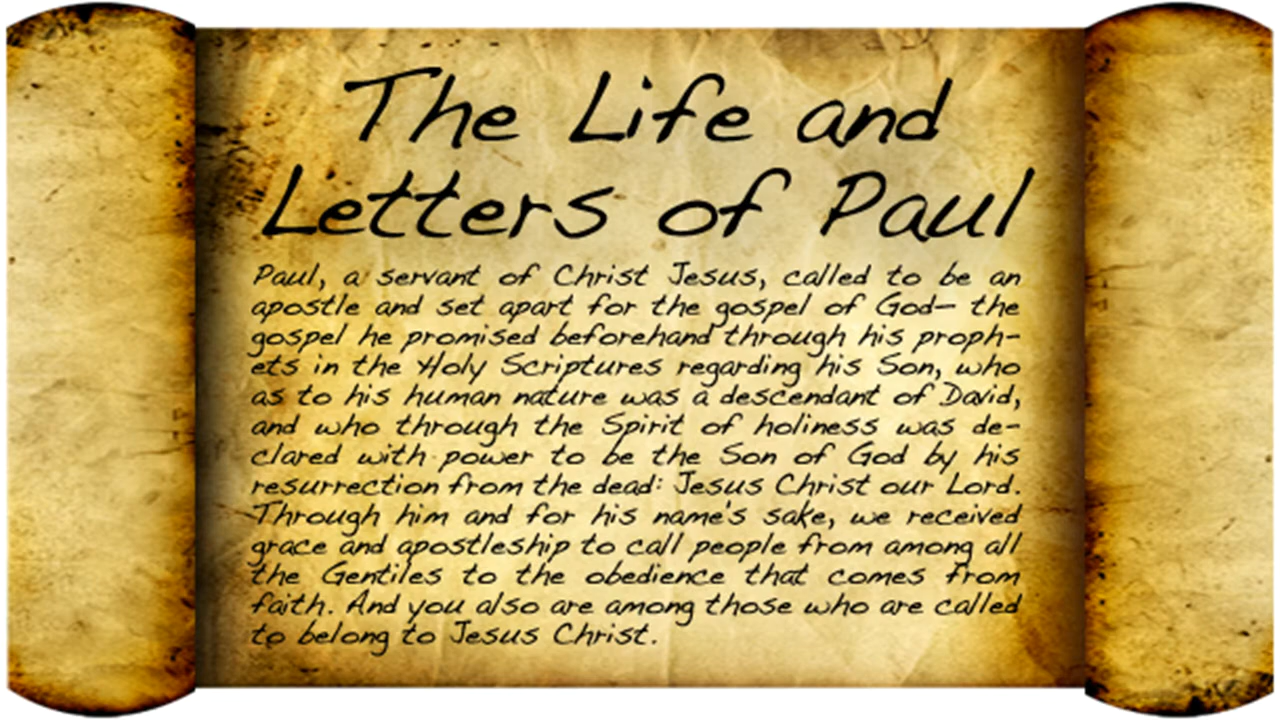 The Life and
Letters of Paul
Paul, a servant of Christ Jesus, called to be an
apostle and set apart for the gospel of God– the
gospel he promised beforehand through his proph-
ets in the Holy Scriptures regarding his Son, who
as to his human nature was a descendant of David,
and who through the Spirit of holiness was de-
clared with power to be the Son of God by his
resurrection from the dead: Jesus Christ our Lord.
Through him and for his name's sake, we received
grace and apostleship to call people from among all
the Gentiles to the obedience that comes from
faith. And you also are among those who are called
to belong to Jesus Christ.